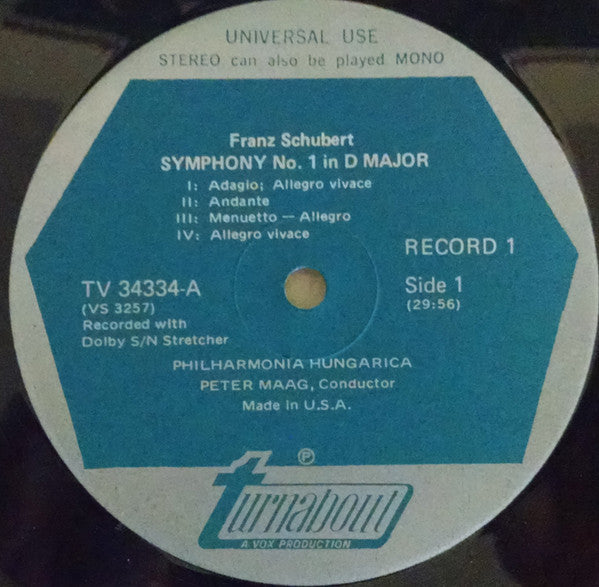 UNIVERSAL USE
STEREO can also be played MONO
Franz Schubert
SYMPHONY No. 1 in D MAJOR
I: Adagio; Allegro vivace
II: Andante
III: Menuetto — Allegro
IV: Allegro vivace
RECORD 1
TV 34334-A
Side 1
(VS 3257)
(29:56)
Recorded with
Dolby S/N Stretcher
PHILHARMONIA HUNGARICA
PETER MAAG, Conductor
Made in U.S.A.
℗
turnabout
A VOX PRODUCTION